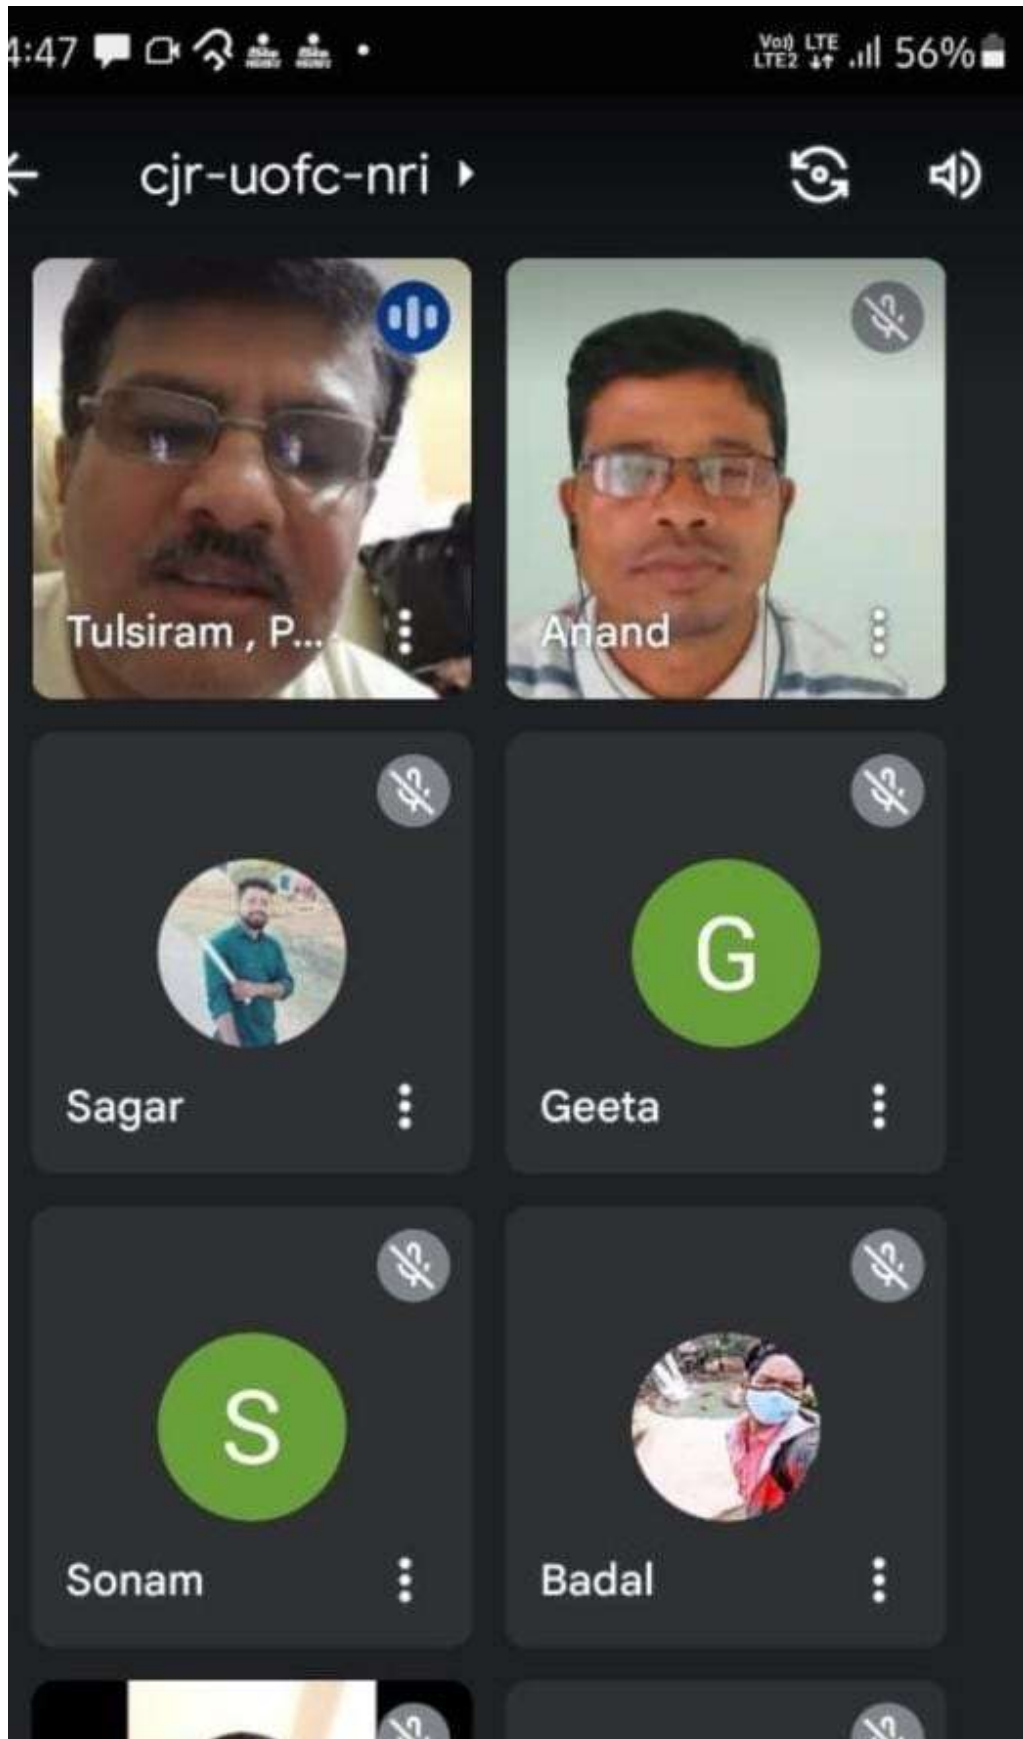 4:47 56%
Vo)) LTE
LTE2
cjr-uofc-nri
Tulsiram , P... Anand
G
Sagar Geeta
S
Sonam Badal